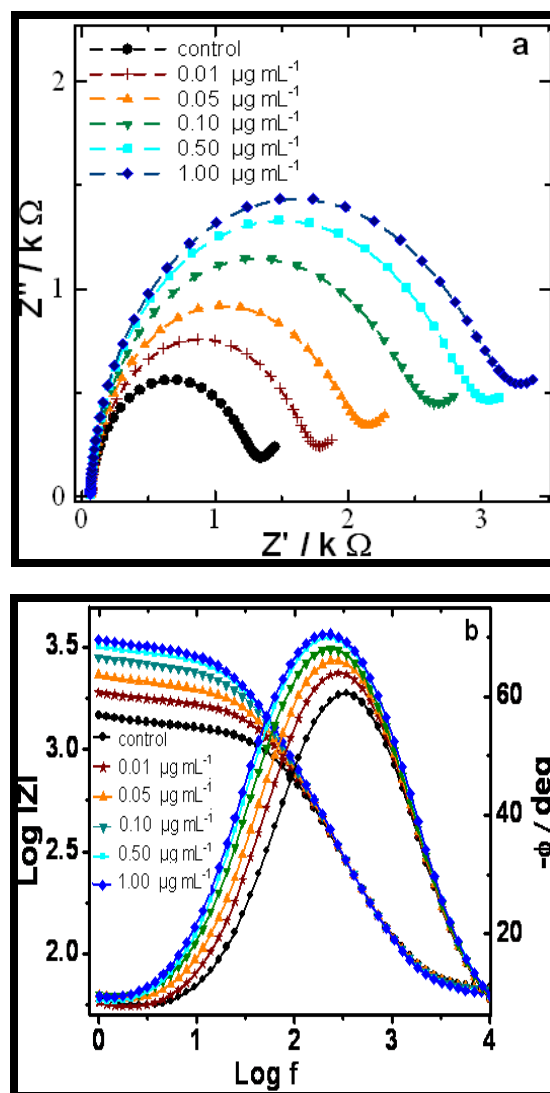 a
control
0.01 µg mL⁻¹
0.05 µg mL⁻¹
0.10 µg mL⁻¹
0.50 µg mL⁻¹
1.00 µg mL⁻¹
2
1
0
Z'' / k Ω
0 1 2 3
Z' / k Ω
b
3.5
3.0
2.5
2.0
Log |Z|
control
0.01 µg mL⁻¹
0.05 µg mL⁻¹
0.10 µg mL⁻¹
0.50 µg mL⁻¹
1.00 µg mL⁻¹
60
40
20
-ϕ / deg
0 1 2 3 4
Log f